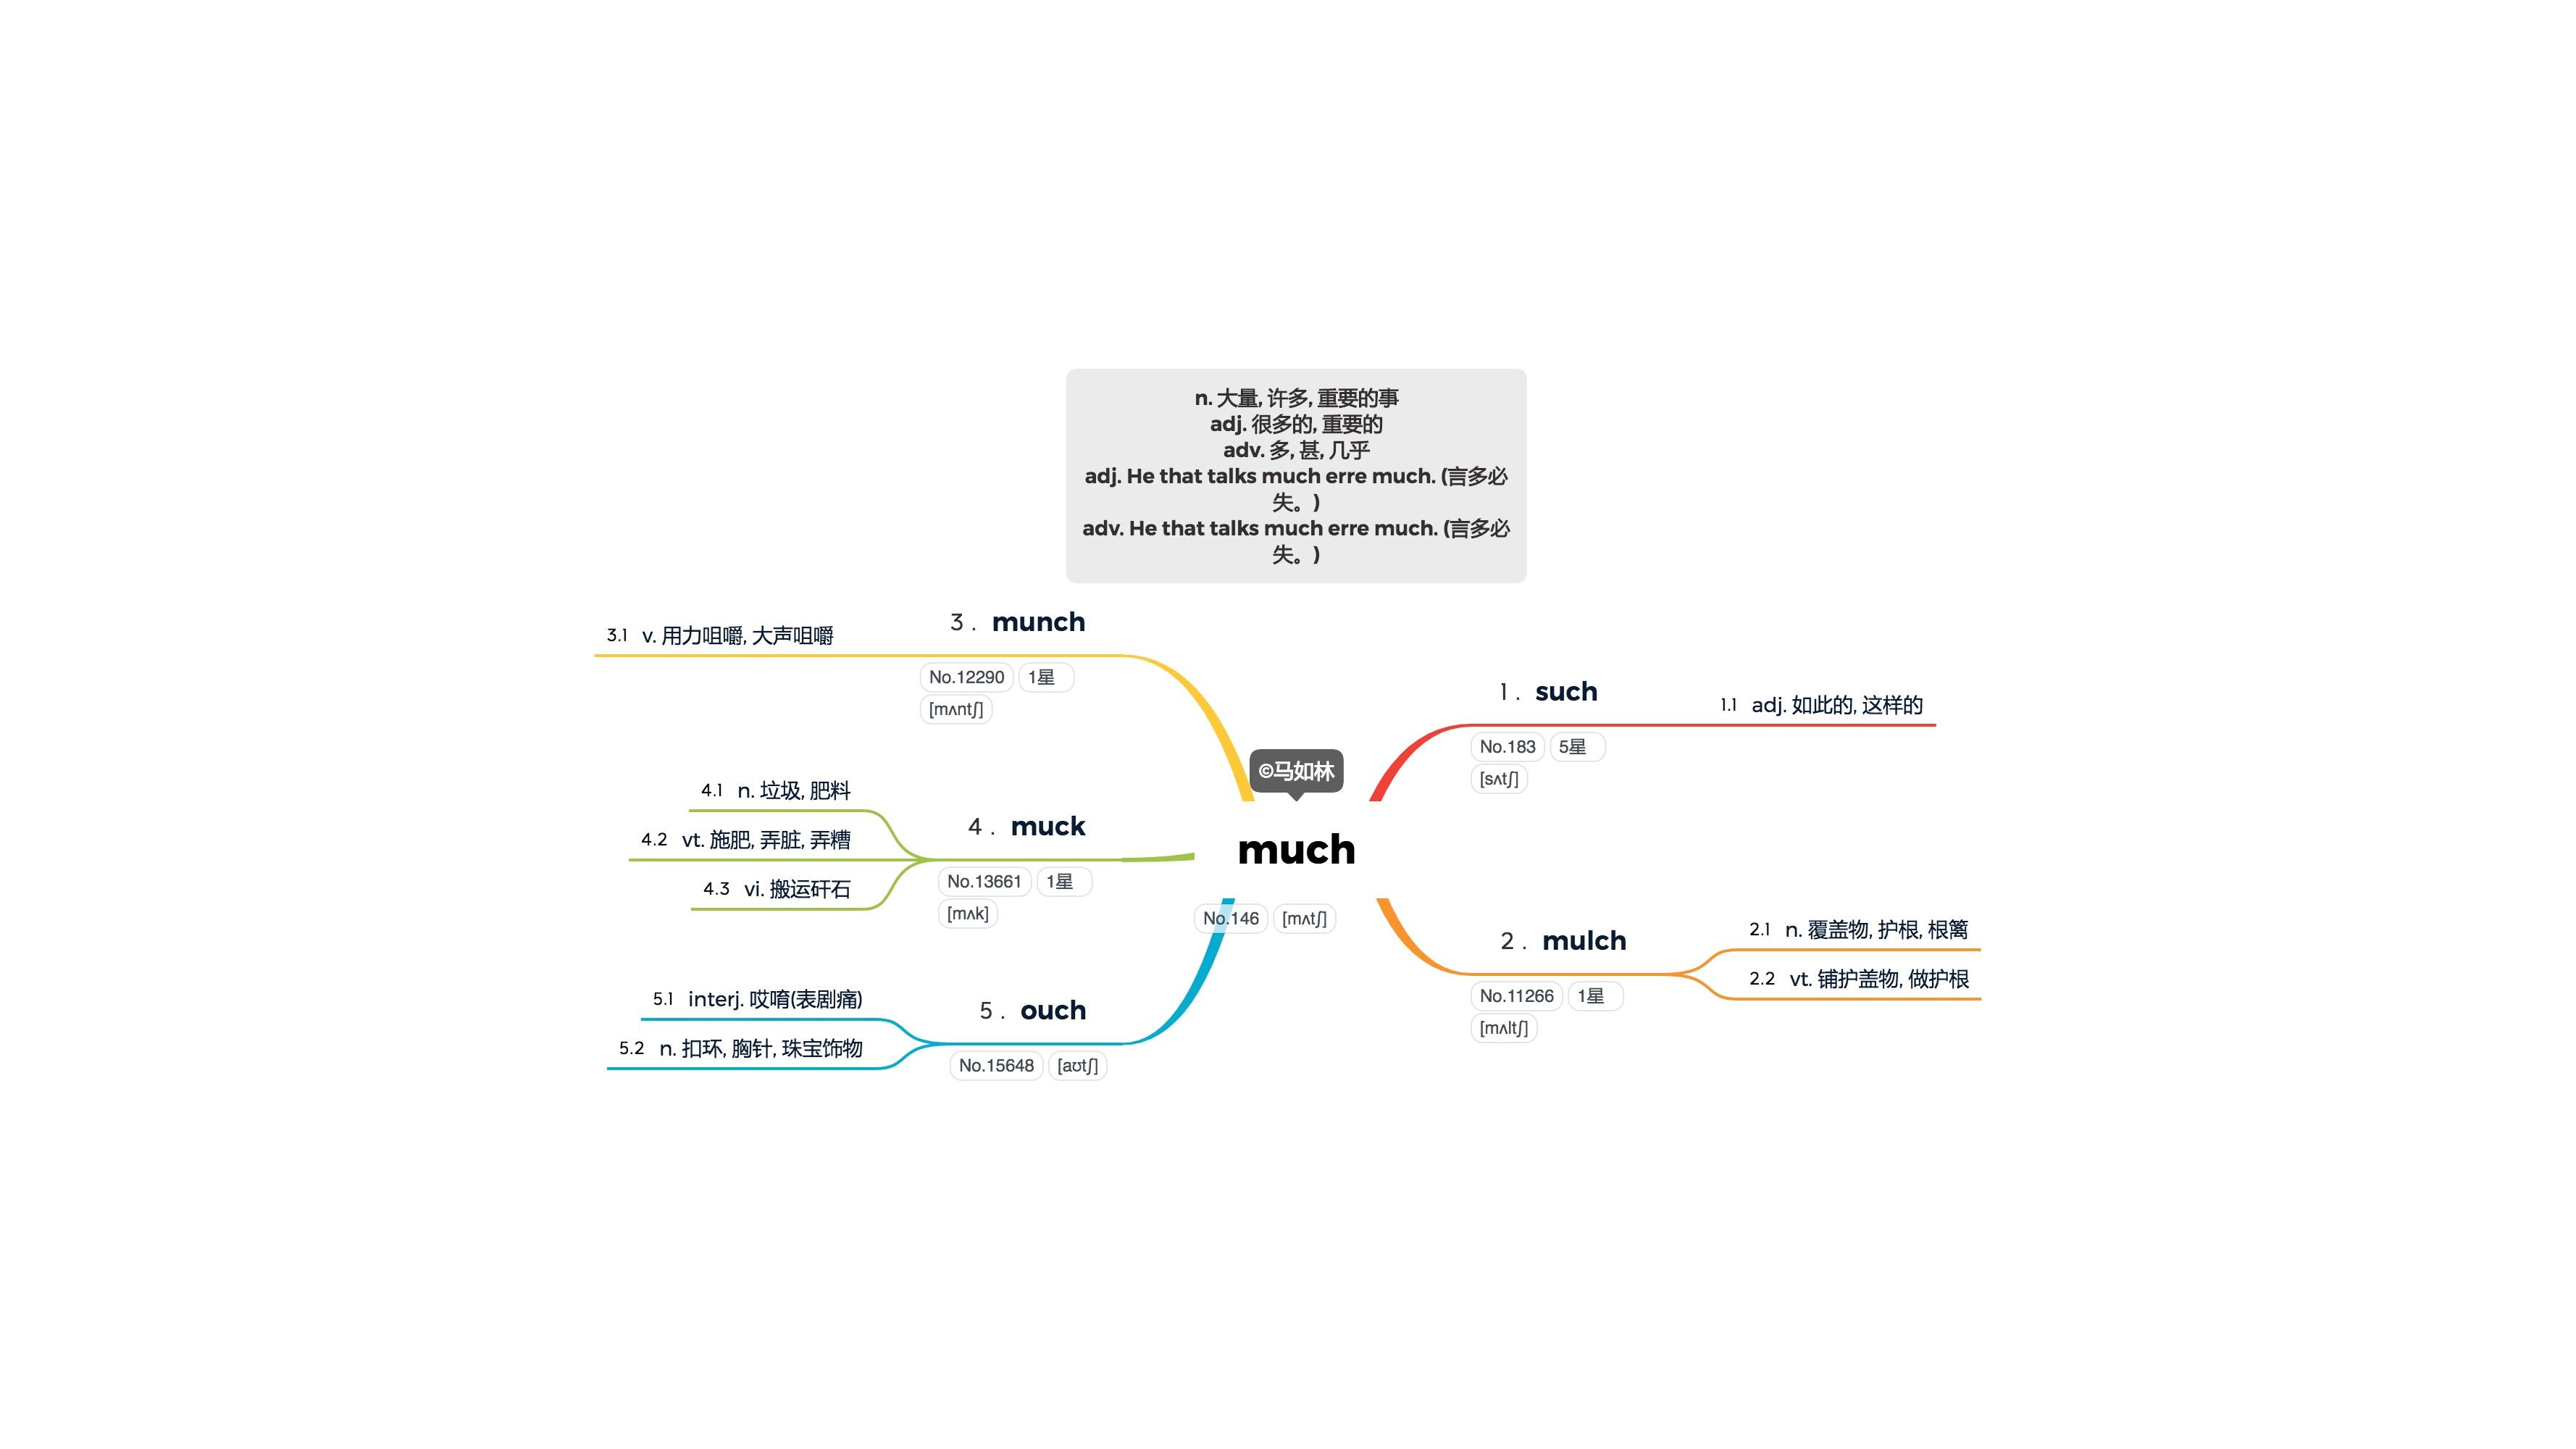 n. 大量, 许多, 重要的事
adj. 很多的, 重要的
adv. 多, 甚, 几乎
adj. He that talks much erre much. (言多必
失。)
adv. He that talks much erre much. (言多必
失。)
©马如林
much
No.146 [mʌtʃ]
1. such
No.183 5星
[sʌtʃ]
1.1 adj. 如此的, 这样的
2. mulch
No.11266 1星
[mʌltʃ]
2.1 n. 覆盖物, 护根, 根篱
2.2 vt. 铺护盖物, 做护根
3. munch
No.12290 1星
[mʌntʃ]
3.1 v. 用力咀嚼, 大声咀嚼
4. muck
No.13661 1星
[mʌk]
4.1 n. 垃圾, 肥料
4.2 vt. 施肥, 弄脏, 弄糟
4.3 vi. 搬运矸石
5. ouch
No.15648 [aʊtʃ]
5.1 interj. 哎唷(表剧痛)
5.2 n. 扣环, 胸针, 珠宝饰物